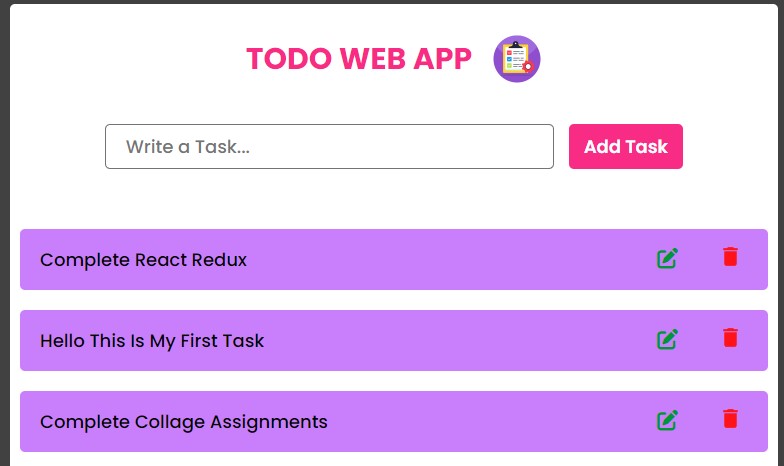 TODO WEB APP
Write a Task...
Add Task
Complete React Redux
Hello This Is My First Task
Complete Collage Assignments